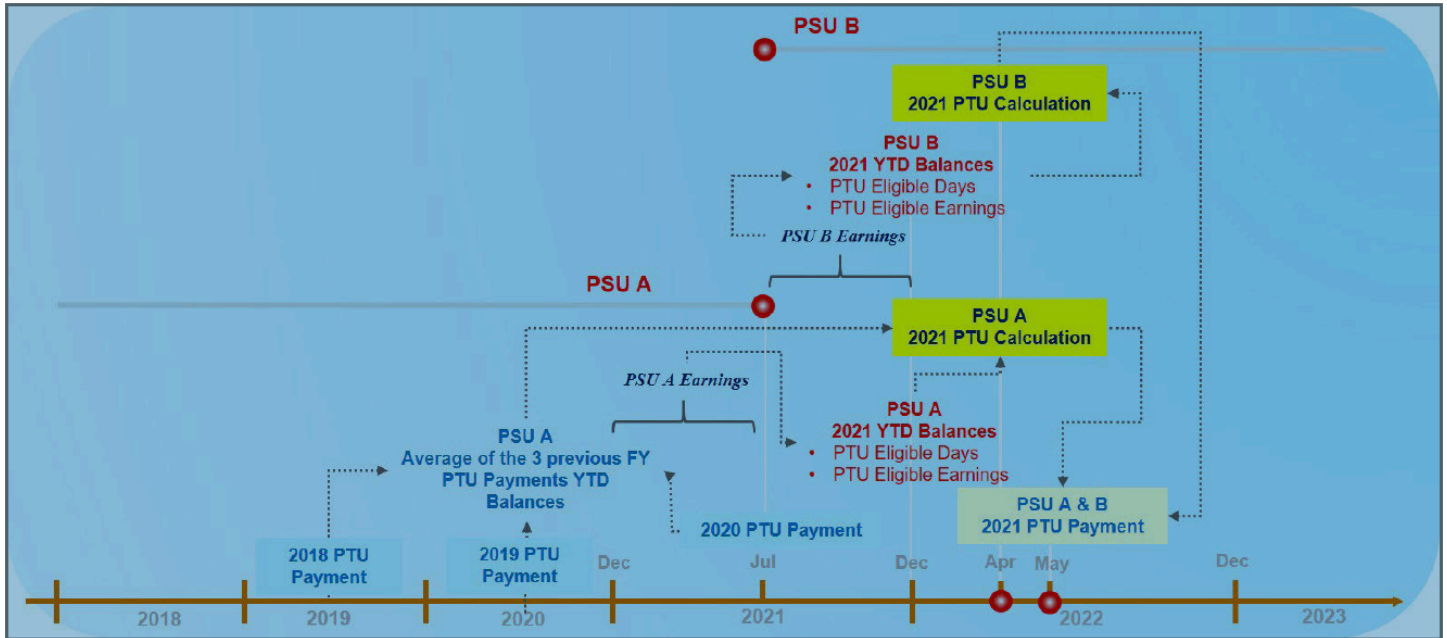 PSU B
PSU B
2021 PTU Calculation
PSU B
2021 YTD Balances
• PTU Eligible Days
• PTU Eligible Earnings
PSU B Earnings
PSU A
PSU A
2021 PTU Calculation
PSU A Earnings
PSU A
2021 YTD Balances
• PTU Eligible Days
• PTU Eligible Earnings
PSU A
Average of the 3 previous FY
PTU Payments YTD
Balances
PSU A & B
2021 PTU Payment
2020 PTU Payment
2018 PTU
Payment
2019 PTU
Payment
Dec
Jul
Dec
Apr
May
Dec
2018
2019
2020
2021
2022
2023